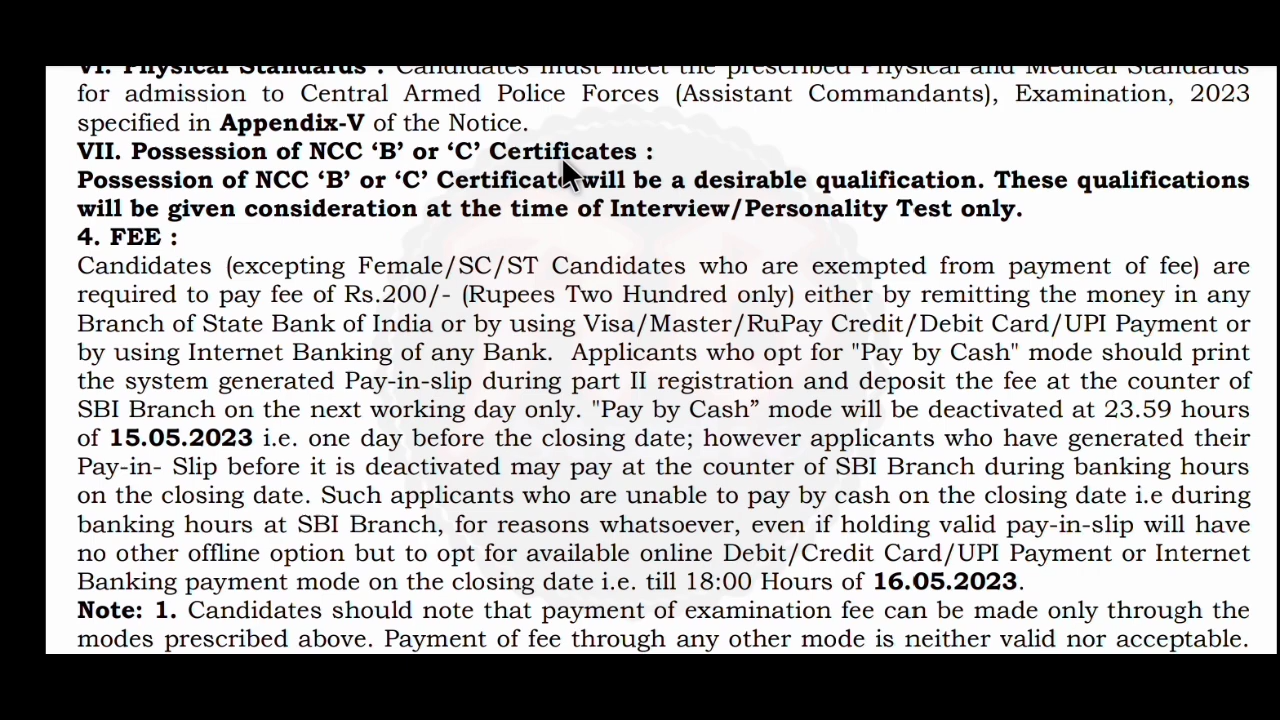 VI. Physical Standards : Candidates must meet the prescribed Physical and Medical Standards
for admission to Central Armed Police Forces (Assistant Commandants), Examination, 2023
specified in Appendix-V of the Notice.
VII. Possession of NCC ‘B’ or ‘C’ Certificates :
Possession of NCC ‘B’ or ‘C’ Certificate will be a desirable qualification. These qualifications
will be given consideration at the time of Interview/Personality Test only.
4. FEE :
Candidates (excepting Female/SC/ST Candidates who are exempted from payment of fee) are
required to pay fee of Rs.200/- (Rupees Two Hundred only) either by remitting the money in any
Branch of State Bank of India or by using Visa/Master/RuPay Credit/Debit Card/UPI Payment or
by using Internet Banking of any Bank.  Applicants who opt for "Pay by Cash" mode should print
the system generated Pay-in-slip during part II registration and deposit the fee at the counter of
SBI Branch on the next working day only. "Pay by Cash” mode will be deactivated at 23.59 hours
of 15.05.2023 i.e. one day before the closing date; however applicants who have generated their
Pay-in- Slip before it is deactivated may pay at the counter of SBI Branch during banking hours
on the closing date. Such applicants who are unable to pay by cash on the closing date i.e during
banking hours at SBI Branch, for reasons whatsoever, even if holding valid pay-in-slip will have
no other offline option but to opt for available online Debit/Credit Card/UPI Payment or Internet
Banking payment mode on the closing date i.e. till 18:00 Hours of 16.05.2023.
Note: 1. Candidates should note that payment of examination fee can be made only through the
modes prescribed above. Payment of fee through any other mode is neither valid nor acceptable.